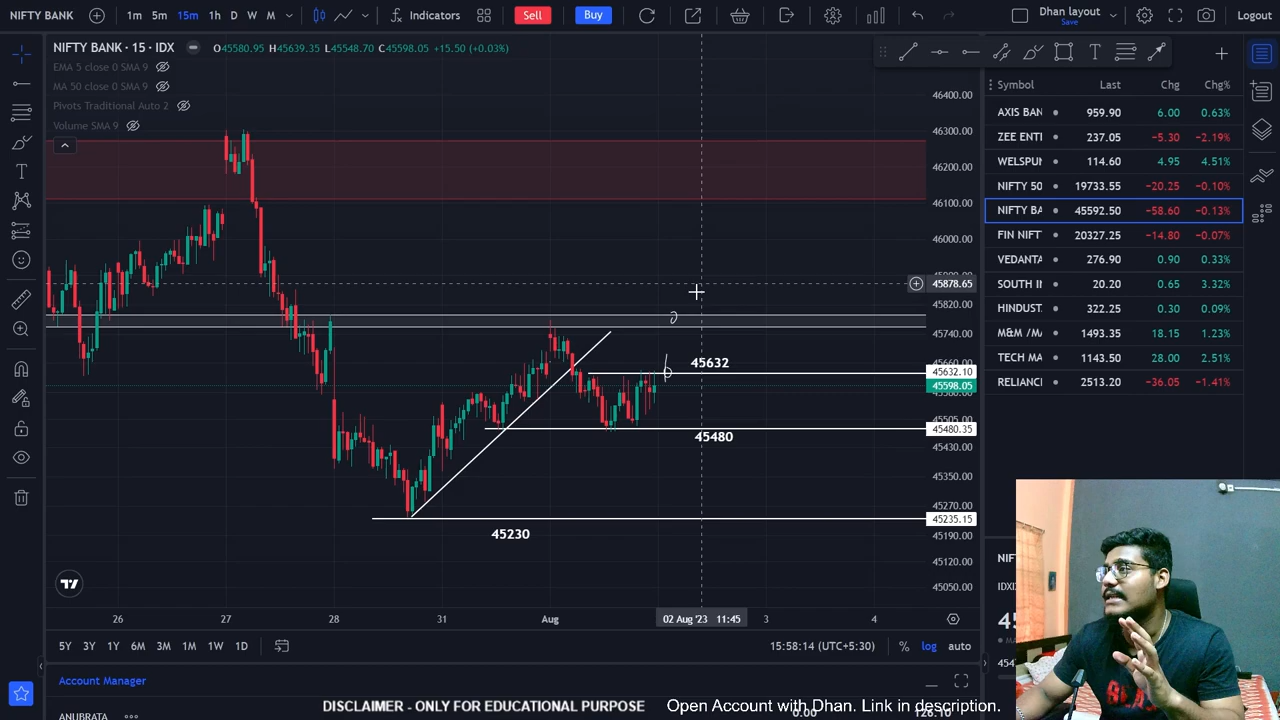 NIFTY BANK 1m 5m 15m 1h D W M Indicators Sell Buy Dhan layout Save Logout
NIFTY BANK · 15 · IDX O45580.95 H45639.35 L45548.70 C45598.05 +15.50 (+0.03%)
EMA 5 close 0 SMA 9
MA 50 close 0 SMA 9
Pivots Traditional Auto 2
Volume SMA 9
46400.00
46300.00
46200.00
46100.00
46000.00
45878.65
45820.00
45740.00
45660.00
45632.10
45598.05
45505.00
45480.35
45430.00
45350.00
45270.00
45235.15
45190.00
45120.00
45050.00
45632
45480
45230
26 27 28 31 Aug 02 Aug '23 11:45 3 4
5Y 3Y 1Y 6M 3M 1M 1W 1D 15:58:14 (UTC+5:30) % log auto
Account Manager
ANUBRATA
DISCLAIMER - ONLY FOR EDUCATIONAL PURPOSE
Open Account with Dhan. Link in description.
Symbol Last Chg Chg%
AXIS BAN 959.90 6.00 0.63%
ZEE ENTI 237.05 -5.30 -2.19%
WELSPUN 114.60 4.95 4.51%
NIFTY 50 19733.55 -20.25 -0.10%
NIFTY BA 45592.50 -58.60 -0.13%
FIN NIFT 20327.25 -14.80 -0.07%
VEDANTA 276.90 0.90 0.33%
SOUTH IN 20.20 0.65 3.32%
HINDUST 322.25 0.30 0.09%
M&M /MA 1493.35 18.15 1.23%
TECH MA 1143.50 28.00 2.51%
RELIANCI 2513.20 -36.05 -1.41%